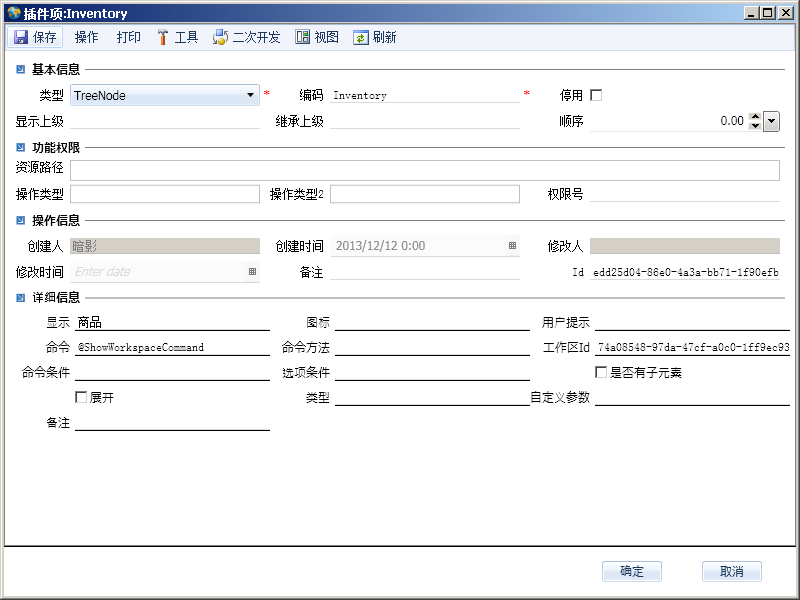 插件项:Inventory
保存 操作 打印 工具 二次开发 视图 刷新
基本信息
类型 TreeNode * 编码 Inventory * 停用
显示上级 继承上级 顺序 0.00
功能权限
资源路径
操作类型 操作类型2 权限号
操作信息
创建人 暗影 创建时间 2013/12/12 0:00 修改人
修改时间 Enter date 备注 Id edd25d04-86e0-4a3a-bb71-1f90efb
详细信息
显示 商品 图标 用户提示
命令 @ShowWorkspaceCommand 命令方法 工作区Id 74a08548-97da-47cf-a0c0-1ff9ec93
命令条件 选项条件 是否有子元素
展开 类型 自定义参数
备注
确定 取消